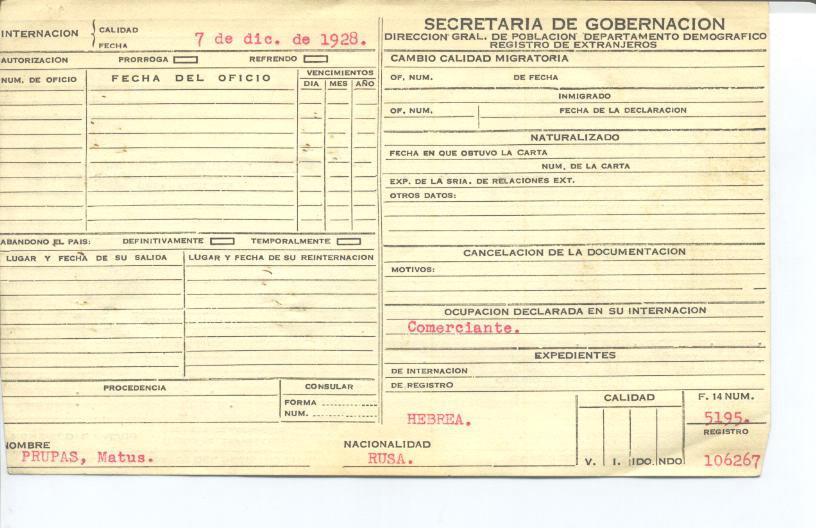 INTERNACION { CALIDAD
FECHA 7 de dic. de 1928.
AUTORIZACION PRORROGA REFRENDO
NUM. DE OFICIO FECHA DEL OFICIO VENCIMIENTOS
DIA MES AÑO
ABANDONO EL PAIS: DEFINITIVAMENTE TEMPORALMENTE
LUGAR Y FECHA DE SU SALIDA LUGAR Y FECHA DE SU REINTERNACION
PROCEDENCIA CONSULAR
FORMA
NUM.
SECRETARIA DE GOBERNACION
DIRECCION GRAL. DE POBLACION DEPARTAMENTO DEMOGRAFICO
REGISTRO DE EXTRANJEROS
CAMBIO CALIDAD MIGRATORIA
OF. NUM. DE FECHA
INMIGRADO
OF. NUM. FECHA DE LA DECLARACION
NATURALIZADO
FECHA EN QUE OBTUVO LA CARTA
NUM. DE LA CARTA
EXP. DE LA SRIA. DE RELACIONES EXT.
OTROS DATOS:
CANCELACION DE LA DOCUMENTACION
MOTIVOS:
OCUPACION DECLARADA EN SU INTERNACION
Comerciante.
EXPEDIENTES
DE INTERNACION
DE REGISTRO
HEBREA.
CALIDAD F. 14 NUM.
5195.
REGISTRO
V. I. IDO. NDO 106267
NOMBRE NACIONALIDAD
PRUPAS, Matus. RUSA.